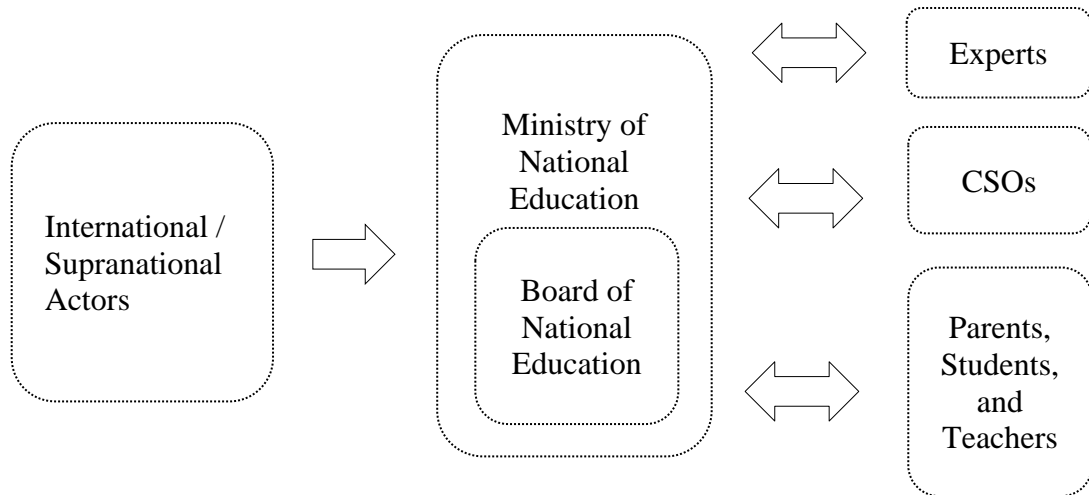 International /
Supranational
Actors
Ministry of
National
Education
Board of
National
Education
Experts
CSOs
Parents,
Students,
and
Teachers